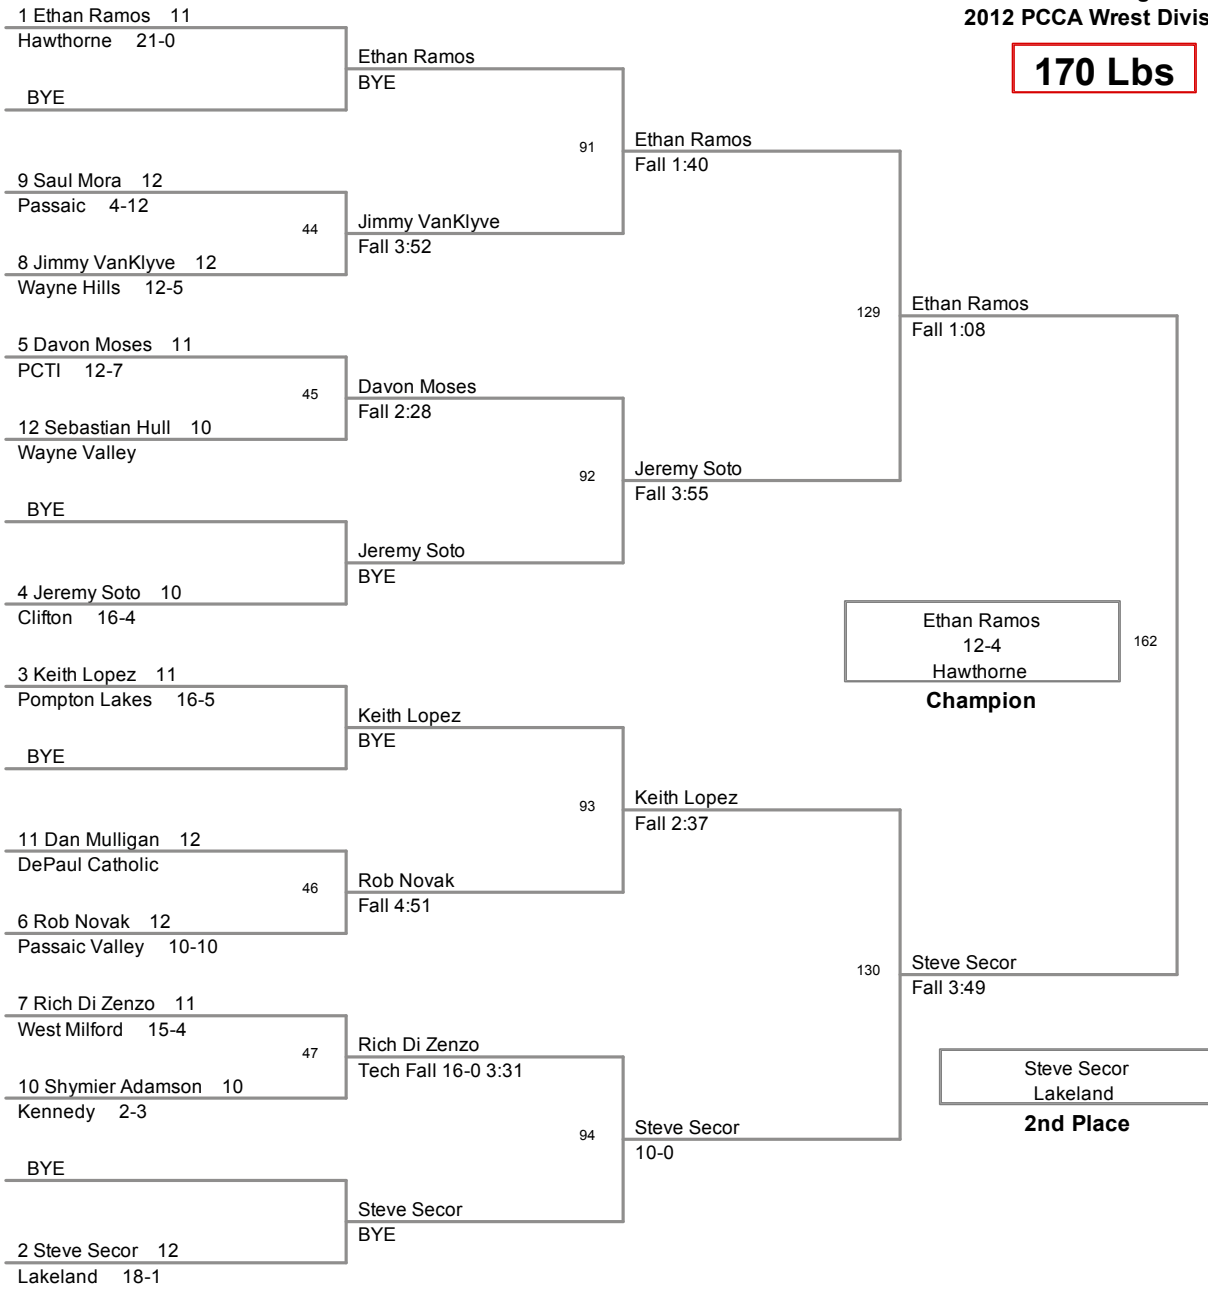 2012 PCCA Wrest Divis
170 Lbs
1 Ethan Ramos 11
Hawthorne 21-0
BYE
9 Saul Mora 12
Passaic 4-12
44
8 Jimmy VanKlyve 12
Wayne Hills 12-5
5 Davon Moses 11
PCTI 12-7
45
12 Sebastian Hull 10
Wayne Valley
BYE
4 Jeremy Soto 10
Clifton 16-4
3 Keith Lopez 11
Pompton Lakes 16-5
BYE
11 Dan Mulligan 12
DePaul Catholic
46
6 Rob Novak 12
Passaic Valley 10-10
7 Rich Di Zenzo 11
West Milford 15-4
47
10 Shymier Adamson 10
Kennedy 2-3
BYE
2 Steve Secor 12
Lakeland 18-1
Ethan Ramos
BYE
91
Jimmy VanKlyve
Fall 3:52
Davon Moses
Fall 2:28
92
Jeremy Soto
BYE
Keith Lopez
BYE
93
Rob Novak
Fall 4:51
Rich Di Zenzo
Tech Fall 16-0 3:31
94
Steve Secor
BYE
Ethan Ramos
Fall 1:40
129
Jeremy Soto
Fall 3:55
Keith Lopez
Fall 2:37
130
Steve Secor
10-0
Ethan Ramos
Fall 1:08
162
Steve Secor
Fall 3:49
Ethan Ramos
12-4
Hawthorne
Champion
Steve Secor
Lakeland
2nd Place